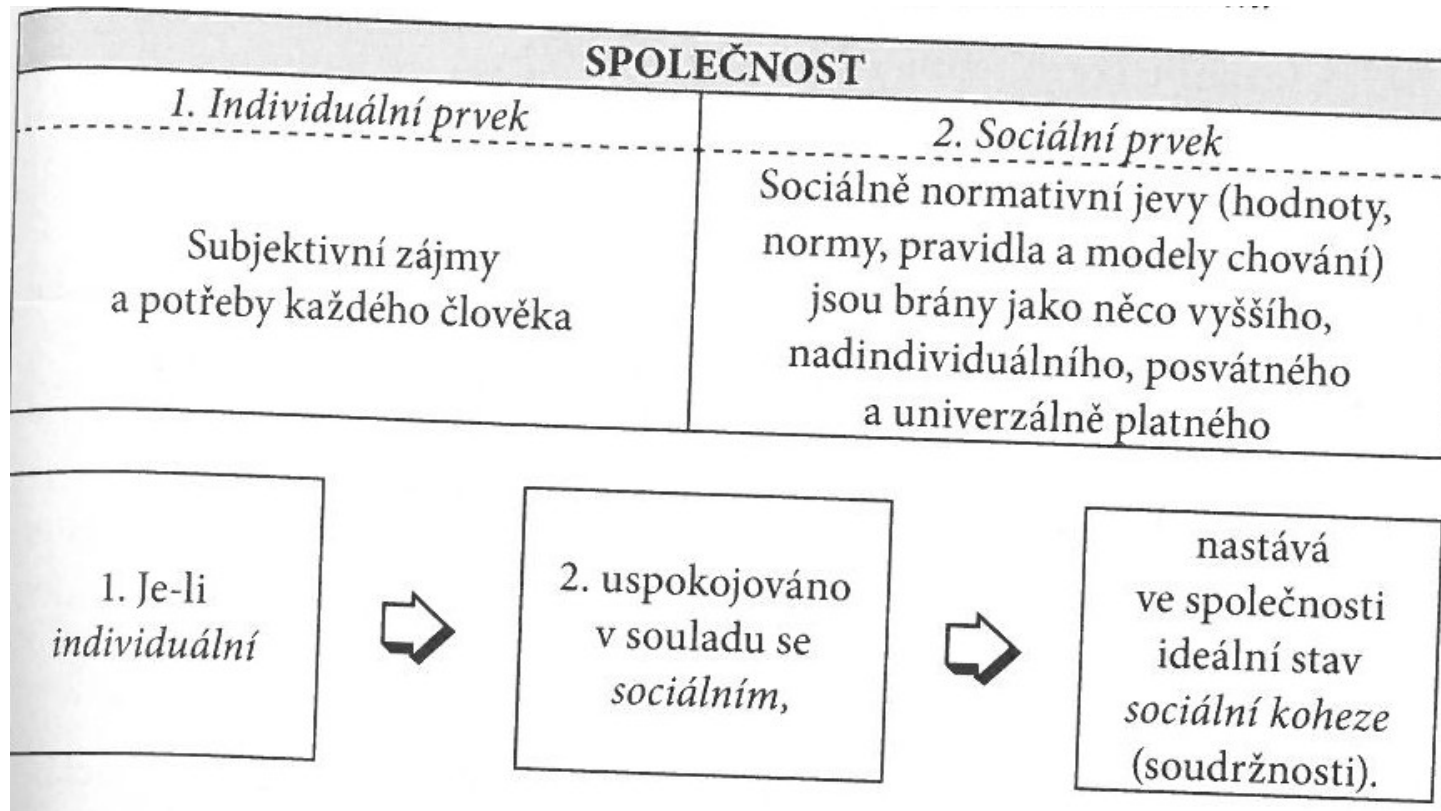 SPOLEČNOST
1. Individuální prvek
2. Sociální prvek
Subjektivní zájmy
a potřeby každého člověka
Sociálně normativní jevy (hodnoty,
normy, pravidla a modely chování)
jsou brány jako něco vyššího,
nadindividuálního, posvátného
a univerzálně platného
1. Je-li
individuální
2. uspokojováno
v souladu se
sociálním,
nastává
ve společnosti
ideální stav
sociální koheze
(soudržnosti).